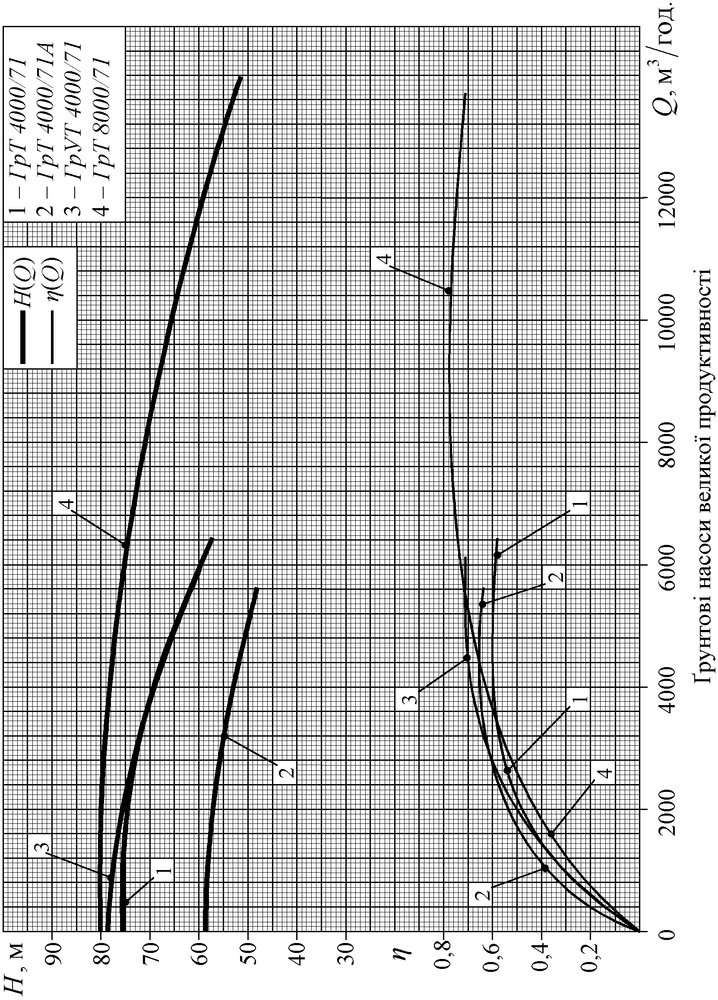 H, м
90
80
70
60
50
40
30
η
0,8
0,6
0,4
0,2
0
2000
4000
6000
8000
10000
12000
Q, м³/год.
H(Q)
η(Q)
1 – ГрТ 4000/71
2 – ГрТ 4000/71А
3 – ГрУТ 4000/71
4 – ГрТ 8000/71
3
1
2
4
2
4
1
3
2
1
4
Ґрунтові насоси великої продуктивності